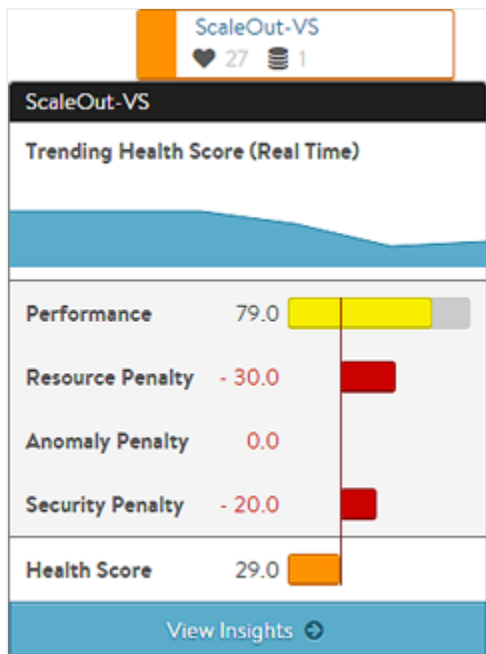 ScaleOut-VS
27 1
ScaleOut-VS
Trending Health Score (Real Time)
Performance 79.0
Resource Penalty - 30.0
Anomaly Penalty 0.0
Security Penalty - 20.0
Health Score 29.0
View Insights